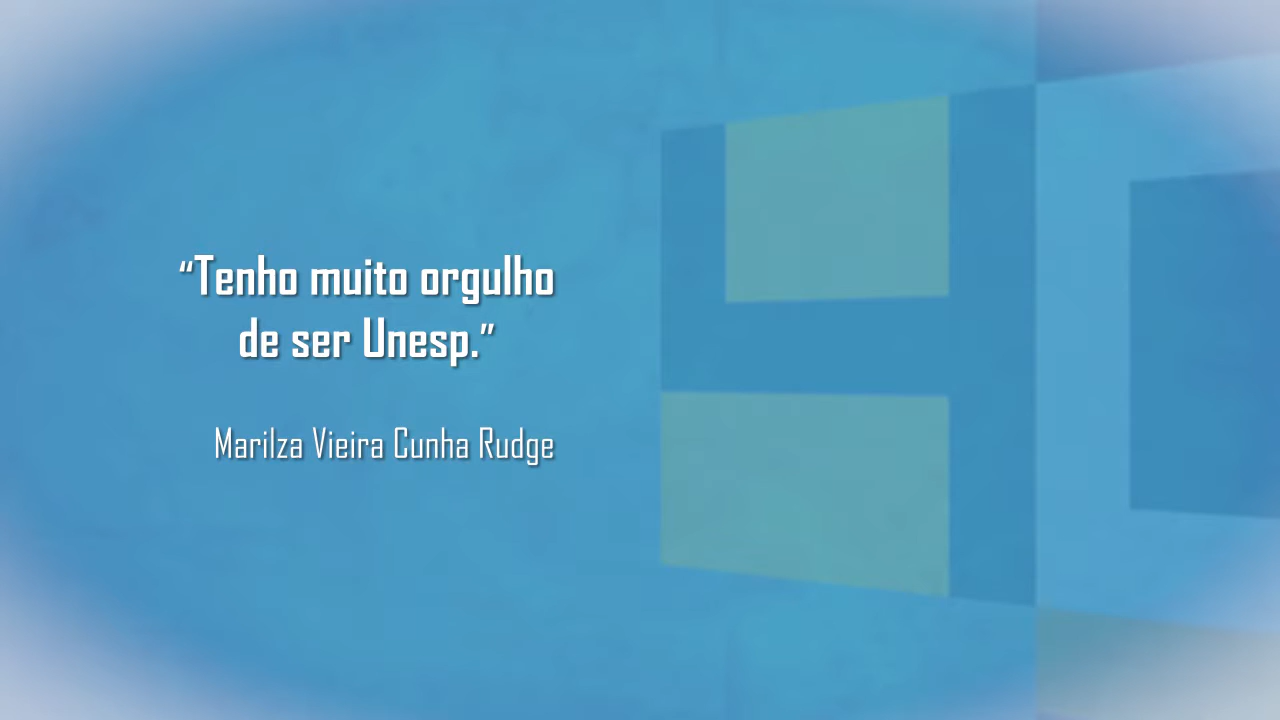 “Tenho muito orgulho
de ser Unesp.”
Marilza Vieira Cunha Rudge